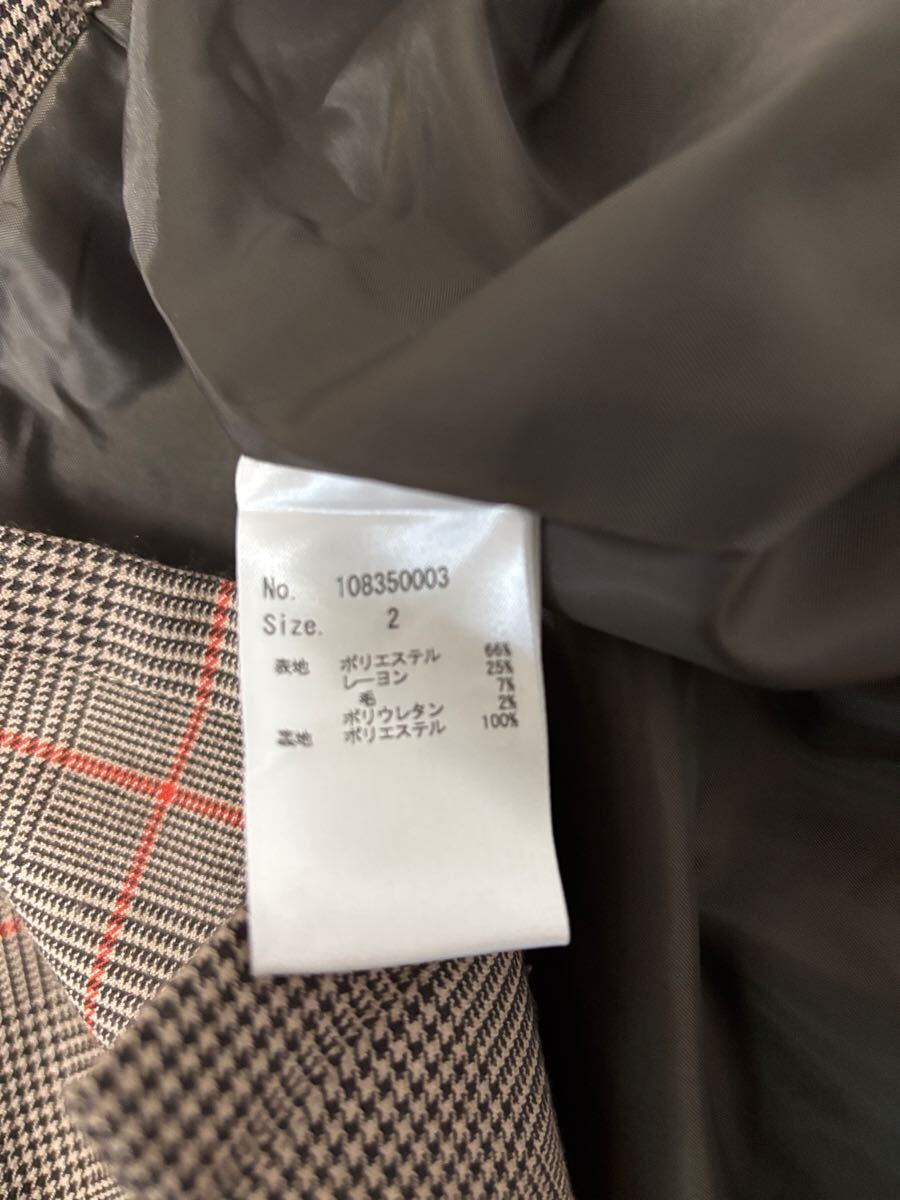 No. 108350003
Size. 2
表地 ポリエステル 66%
レーヨン 25%
毛 7%
ポリウレタン 2%
裏地 ポリエステル 100%